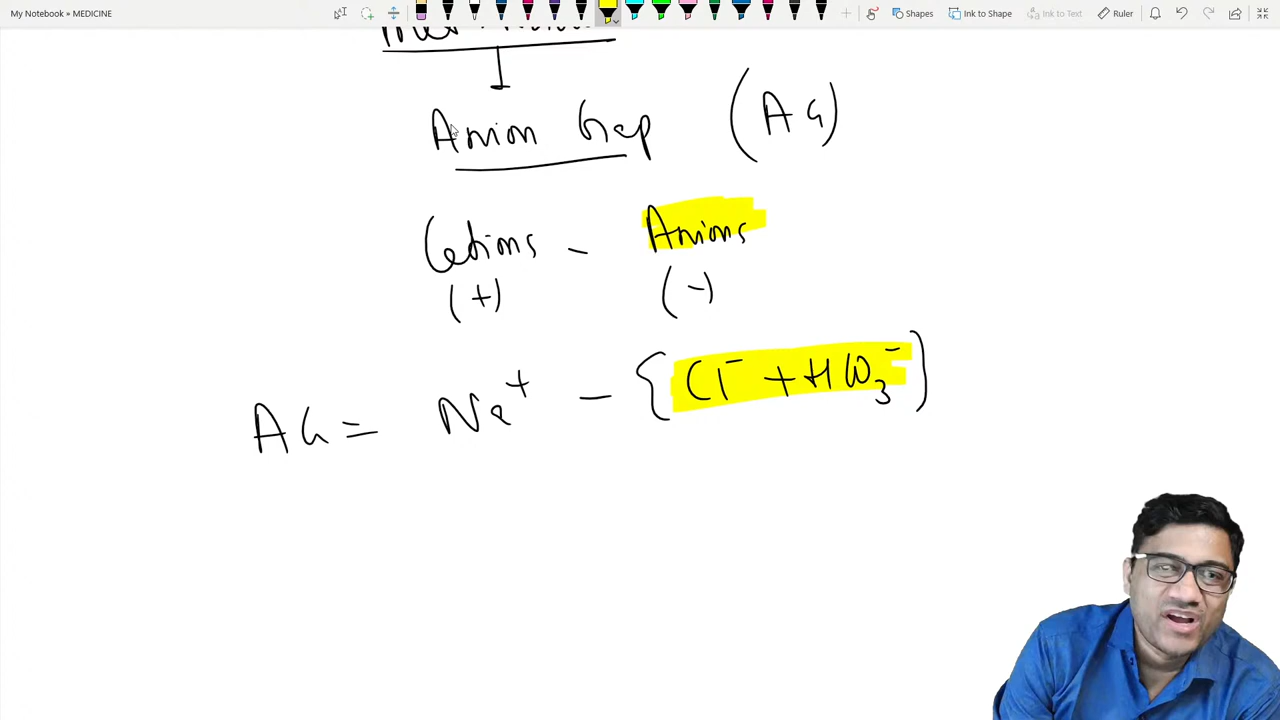 My Notebook » MEDICINE
Shapes Ink to Shape Ink to Text Ruler
Anion Gap (AG)
Cations - Anions
(+) (-)
AG = Na⁺ - {Cl⁻ + HCO₃⁻}